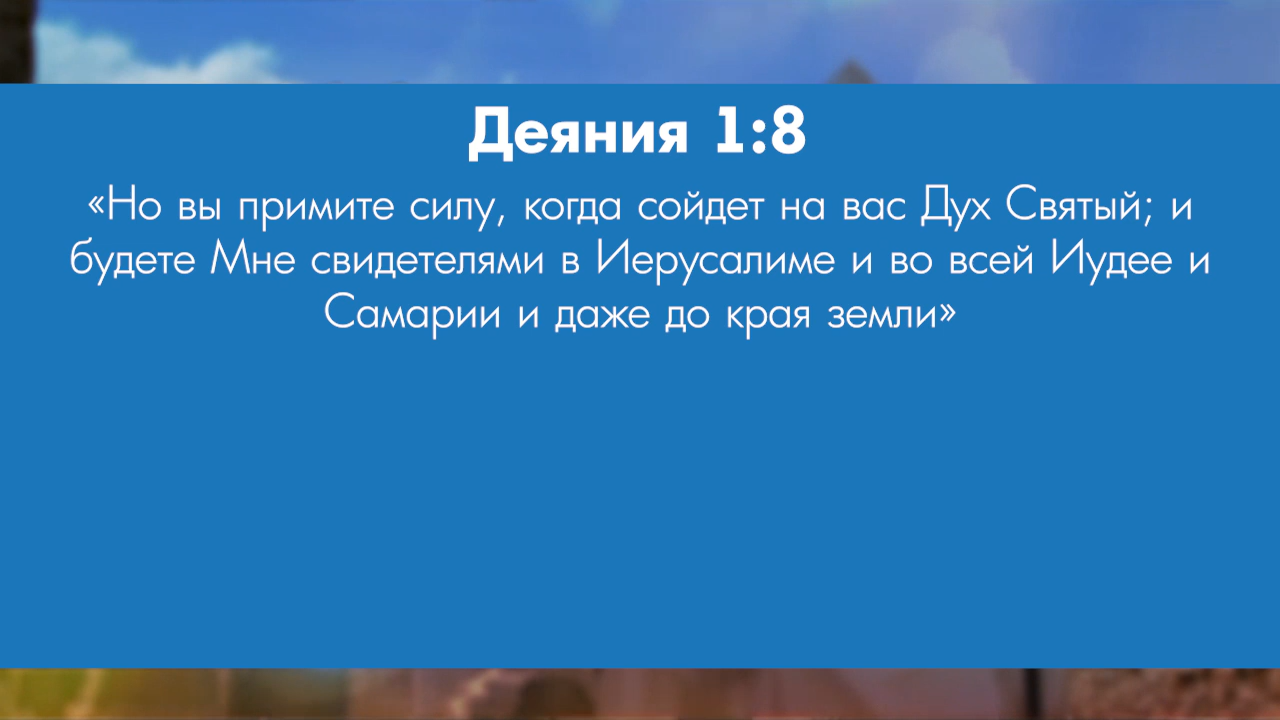 Деяния 1:8
«Но вы примите силу, когда сойдет на вас Дух Святый; и
будете Мне свидетелями в Иерусалиме и во всей Иудее и
Самарии и даже до края земли»